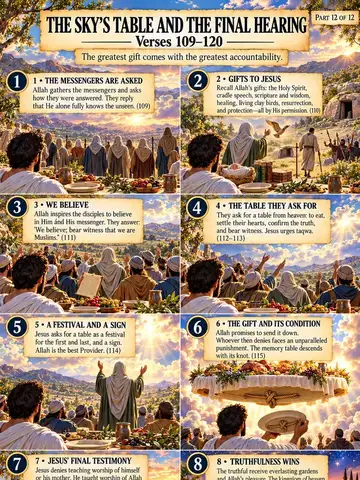 THE SKY'S TABLE AND THE FINAL HEARING
PART 12 OF 12
Verses 109–120
The greatest gift comes with the greatest accountability.
1
1 • THE MESSENGERS ARE ASKED
Allah gathers the messengers and asks
how they were answered. They reply
that He alone fully knows the unseen. (109)
2
2 • GIFTS TO JESUS
Recall Allah's gifts: the Holy Spirit,
cradle speech, scripture and wisdom,
healing, living clay birds, resurrection,
and protection—all by His permission. (110)
3
3 • WE BELIEVE
Allah inspires the disciples to believe
in Him and His messenger. They answer:
'We believe; bear witness that we are
Muslims.' (111)
4
4 • THE TABLE THEY ASK FOR
They ask for a table from heaven: to eat,
settle their hearts, confirm the truth,
and bear witness. Jesus urges taqwa.
(112–113)
5
5 • A FESTIVAL AND A SIGN
Jesus asks for a table as a festival
for the first and last, and a sign.
Allah is the best Provider. (114)
6
6 • THE GIFT AND ITS CONDITION
Allah promises to send it down.
Whoever then denies faces an unparalleled
punishment. The memory table descends
with its knot. (115)
7
7 • JESUS' FINAL TESTIMONY
Jesus denies teaching worship of himself
or his mother. He taught worship of Allah
8
8 • TRUTHFULNESS WINS
The truthful receive everlasting gardens
and Allah's pleasure. The kingdom of heaven